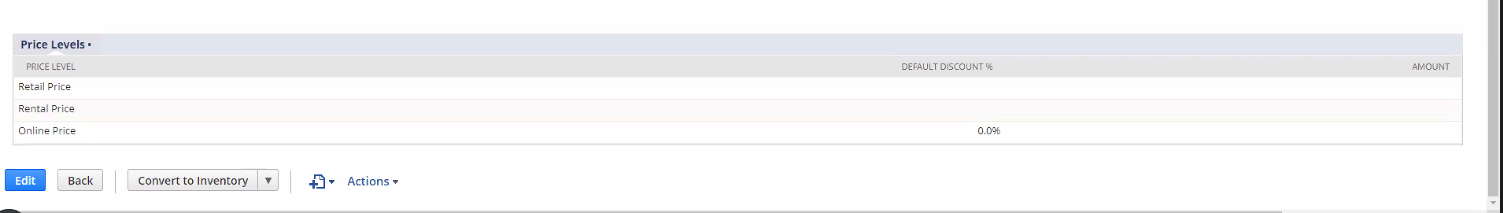 Price Levels •
PRICE LEVEL DEFAULT DISCOUNT % AMOUNT
Retail Price
Rental Price
Online Price 0.0%
Edit Back Convert to Inventory Actions